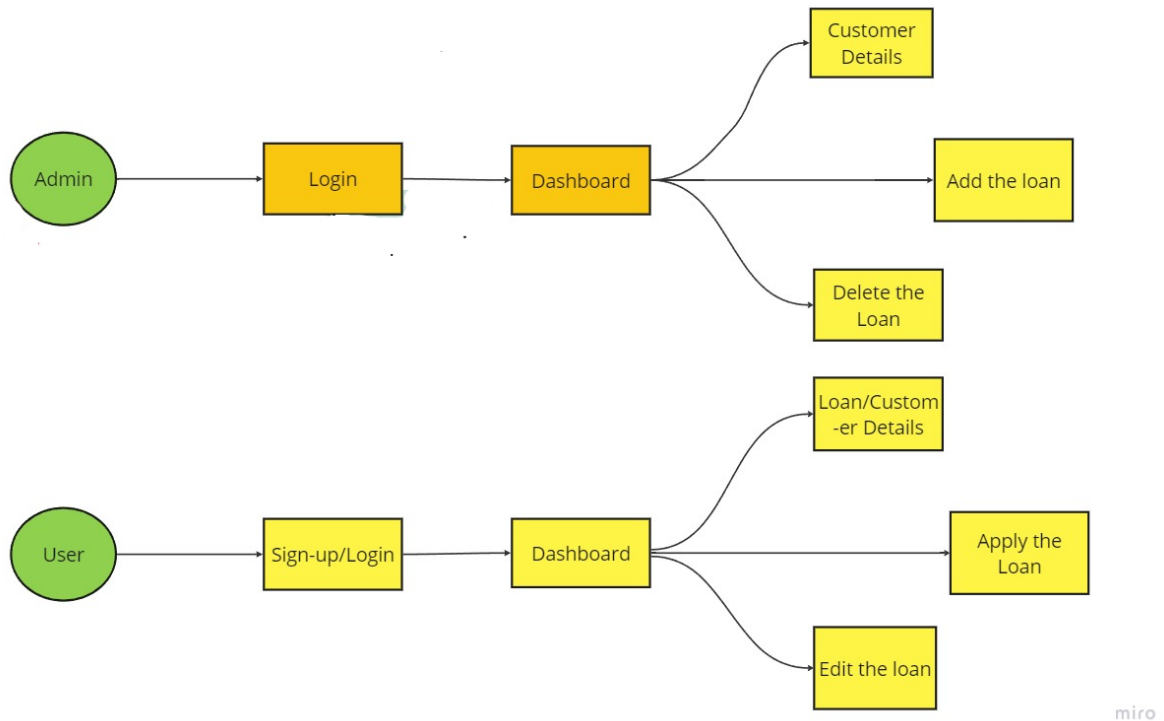 Customer
Details
Admin
Login
Dashboard
Add the loan
Delete the
Loan
Loan/Custom
-er Details
User
Sign-up/Login
Dashboard
Apply the
Loan
Edit the loan
miro